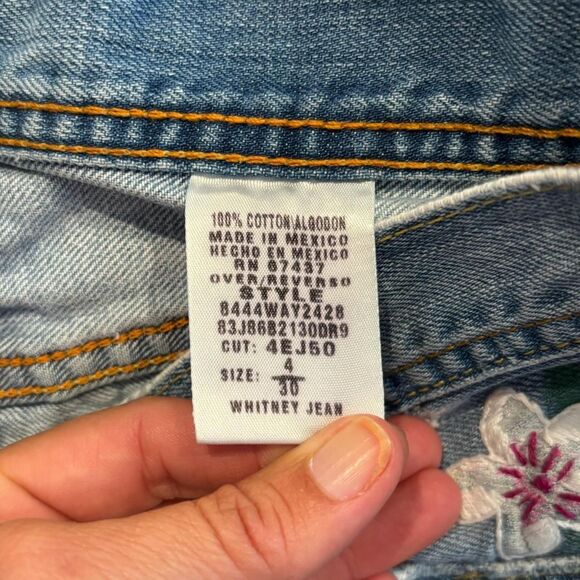 100% COTTON/ALGODON
MADE IN MEXICO
HECHO EN MEXICO
RN 67437
OVER/REVERSO
STYLE
8444WAY2428
83J86B2130DR9
CUT: 4EJ50
SIZE: 4/30
WHITNEY JEAN